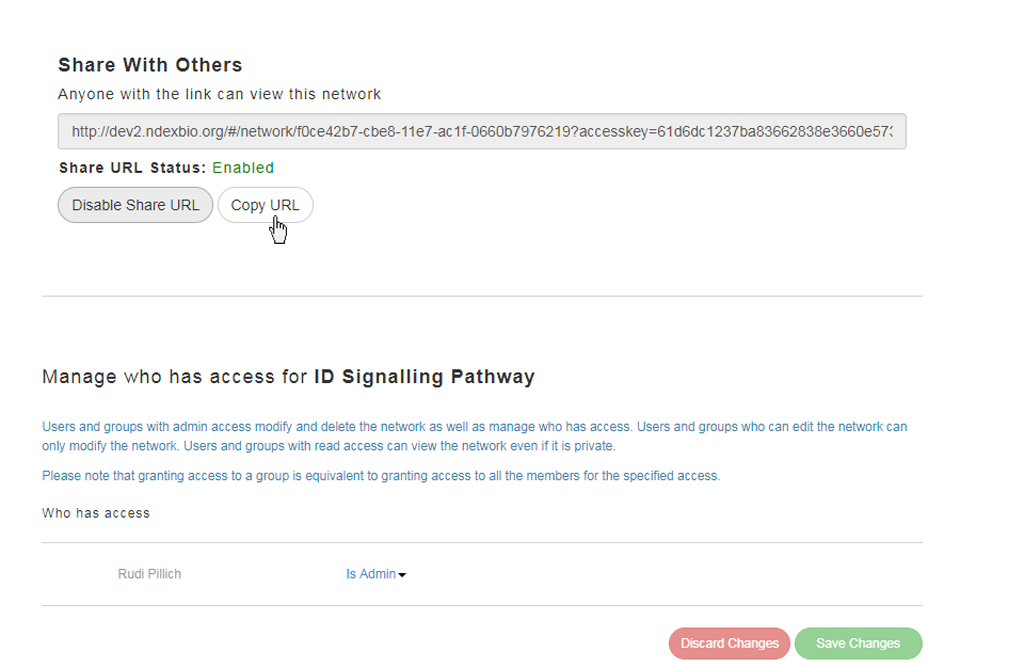 Share With Others
Anyone with the link can view this network
http://dev2.ndexbio.org/#/network/f0ce42b7-cbe8-11e7-ac1f-0660b7976219?accesskey=61d6dc1237ba83662838e3660e573
Share URL Status: Enabled
Disable Share URL Copy URL
Manage who has access for ID Signalling Pathway
Users and groups with admin access modify and delete the network as well as manage who has access. Users and groups who can edit the network can
only modify the network. Users and groups with read access can view the network even if it is private.
Please note that granting access to a group is equivalent to granting access to all the members for the specified access.
Who has access
Rudi Pillich Is Admin
Discard Changes Save Changes